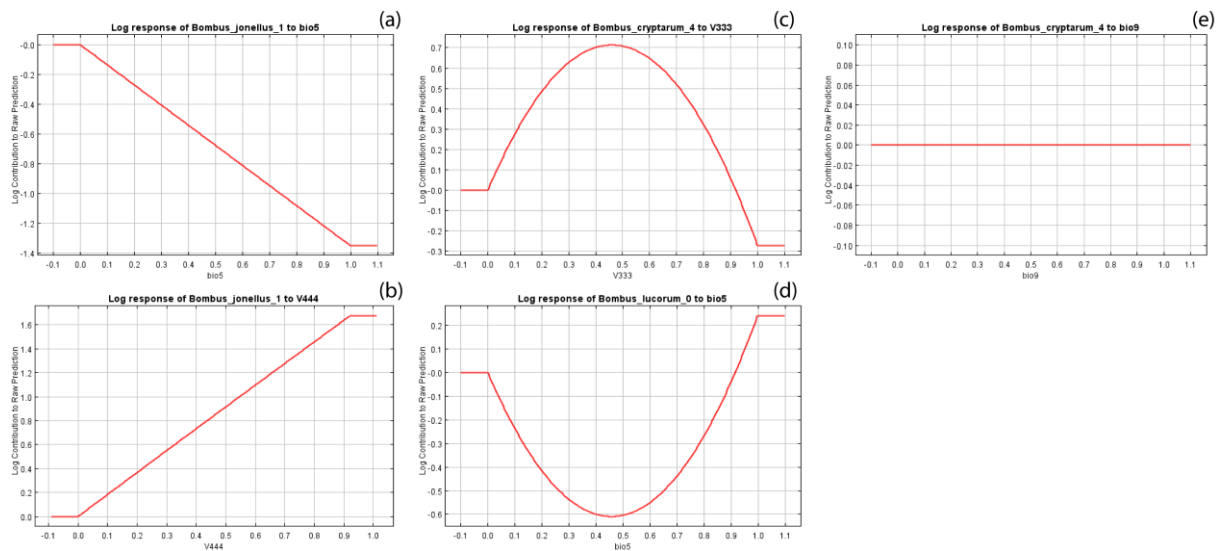 (a)
Log response of Bombus_jonellus_1 to bio5
Log Contribution to Raw Prediction
-0.0
-0.2
-0.4
-0.6
-0.8
-1.0
-1.2
-1.4
-0.1 0.0 0.1 0.2 0.3 0.4 0.5 0.6 0.7 0.8 0.9 1.0 1.1
bio5
(b)
Log response of Bombus_jonellus_1 to V444
Log Contribution to Raw Prediction
1.6
1.4
1.2
1.0
0.8
0.6
0.4
0.2
0.0
-0.1 0.0 0.1 0.2 0.3 0.4 0.5 0.6 0.7 0.8 0.9 1.0
V444
(c)
Log response of Bombus_cryptarum_4 to V333
Log Contribution to Raw Prediction
0.7
0.6
0.5
0.4
0.3
0.2
0.1
-0.0
-0.1
-0.2
-0.3
-0.1 0.0 0.1 0.2 0.3 0.4 0.5 0.6 0.7 0.8 0.9 1.0 1.1
V333
(d)
Log response of Bombus_lucorum_0 to bio5
Log Contribution to Raw Prediction
0.2
0.1
-0.0
-0.1
-0.2
-0.3
-0.4
-0.5
-0.6
-0.1 0.0 0.1 0.2 0.3 0.4 0.5 0.6 0.7 0.8 0.9 1.0 1.1
bio5
(e)
Log response of Bombus_cryptarum_4 to bio9
Log Contribution to Raw Prediction
0.10
0.08
0.06
0.04
0.02
0.00
-0.02
-0.04
-0.06
-0.08
-0.10
-0.1 0.0 0.1 0.2 0.3 0.4 0.5 0.6 0.7 0.8 0.9 1.0 1.1
bio9